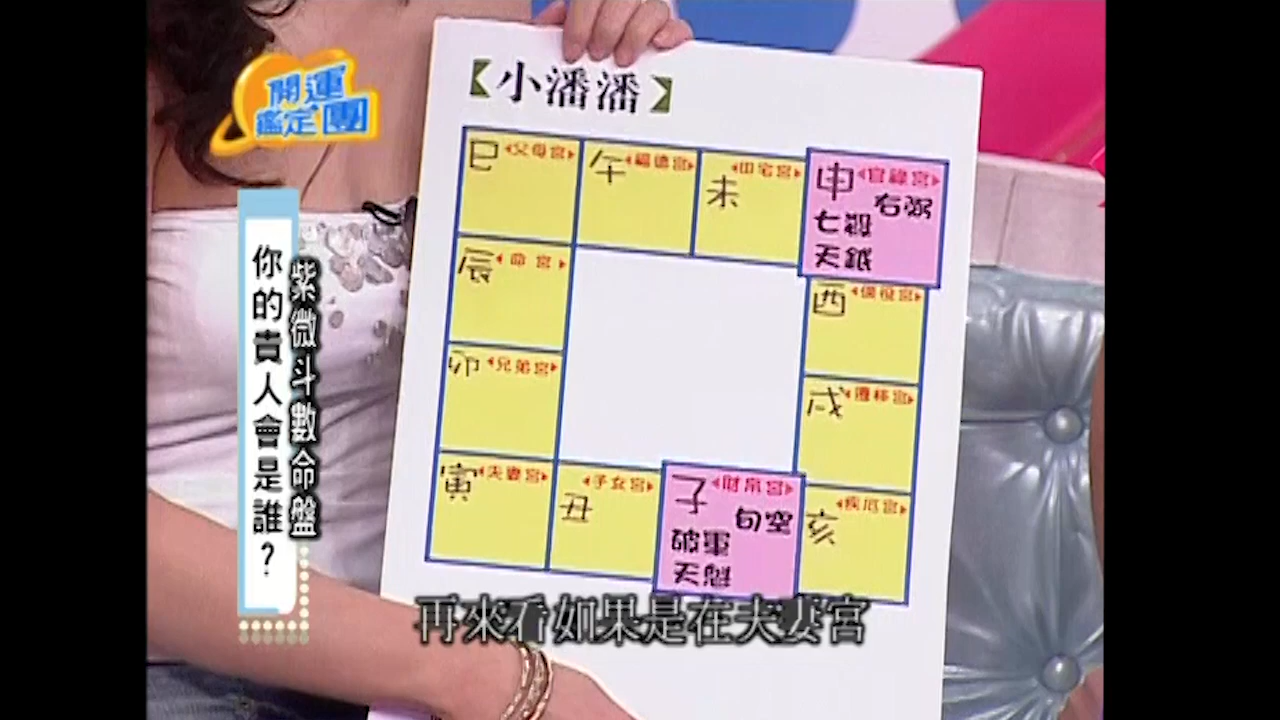 開運
鑑定團
紫微斗數命盤
你的貴人會是誰？
【小潘潘】
巳 父母宮
午 福德宮
未 田宅宮
申 官祿宮
右弼
七殺
天鉞
辰 命宮
酉 僕役宮
卯 兄弟宮
戌 遷移宮
寅 夫妻宮
丑 子女宮
子 財帛宮
旬空
破軍
天魁
亥 疾厄宮
再來看如果是在夫妻宮